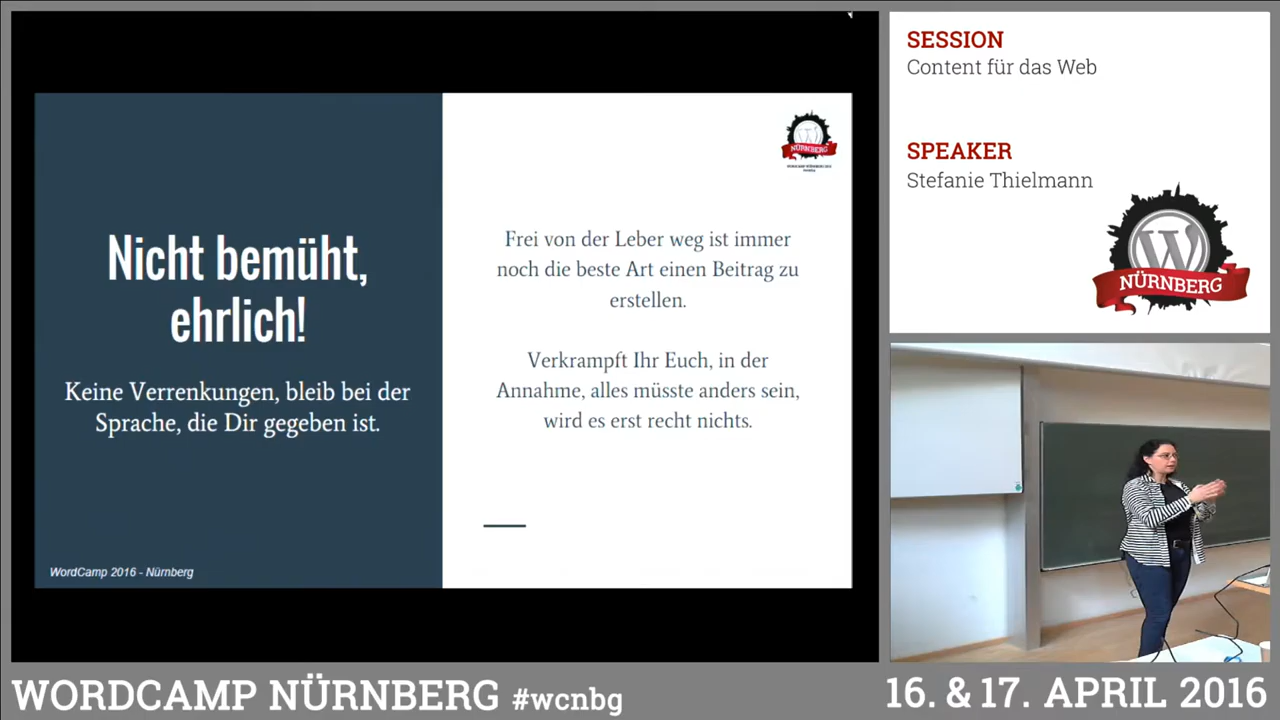 Nicht bemüht,
ehrlich!
Keine Verrenkungen, bleib bei der
Sprache, die Dir gegeben ist.
WordCamp 2016 - Nürnberg
NÜRNBERG
WORDCAMP NÜRNBERG 2016
Frei von der Leber weg ist immer
noch die beste Art einen Beitrag zu
erstellen.
Verkrampft Ihr Euch, in der
Annahme, alles müsste anders sein,
wird es erst recht nichts.
SESSION
Content für das Web
SPEAKER
Stefanie Thielmann
W
NÜRNBERG
WORDCAMP NÜRNBERG #wcnbg
16. & 17. APRIL 2016